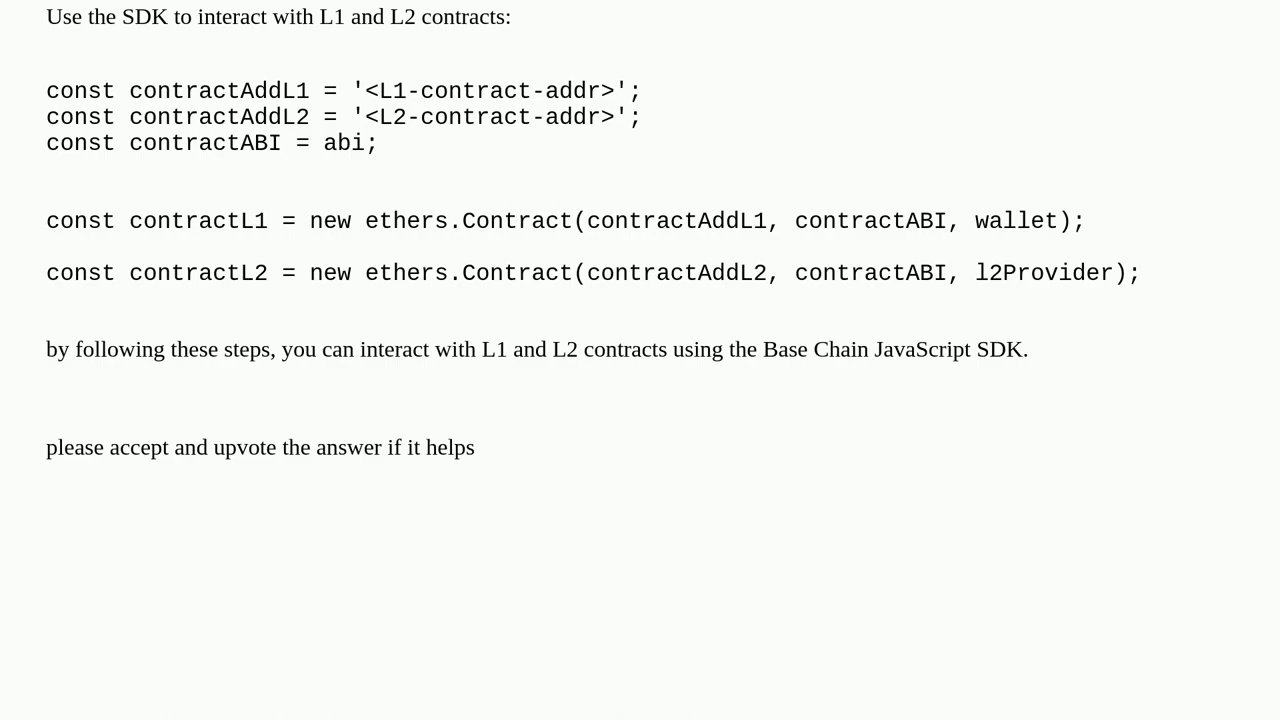 Use the SDK to interact with L1 and L2 contracts:
const contractAddL1 = '<L1-contract-addr>';
const contractAddL2 = '<L2-contract-addr>';
const contractABI = abi;
const contractL1 = new ethers.Contract(contractAddL1, contractABI, wallet);
const contractL2 = new ethers.Contract(contractAddL2, contractABI, l2Provider);
by following these steps, you can interact with L1 and L2 contracts using the Base Chain JavaScript SDK.
please accept and upvote the answer if it helps